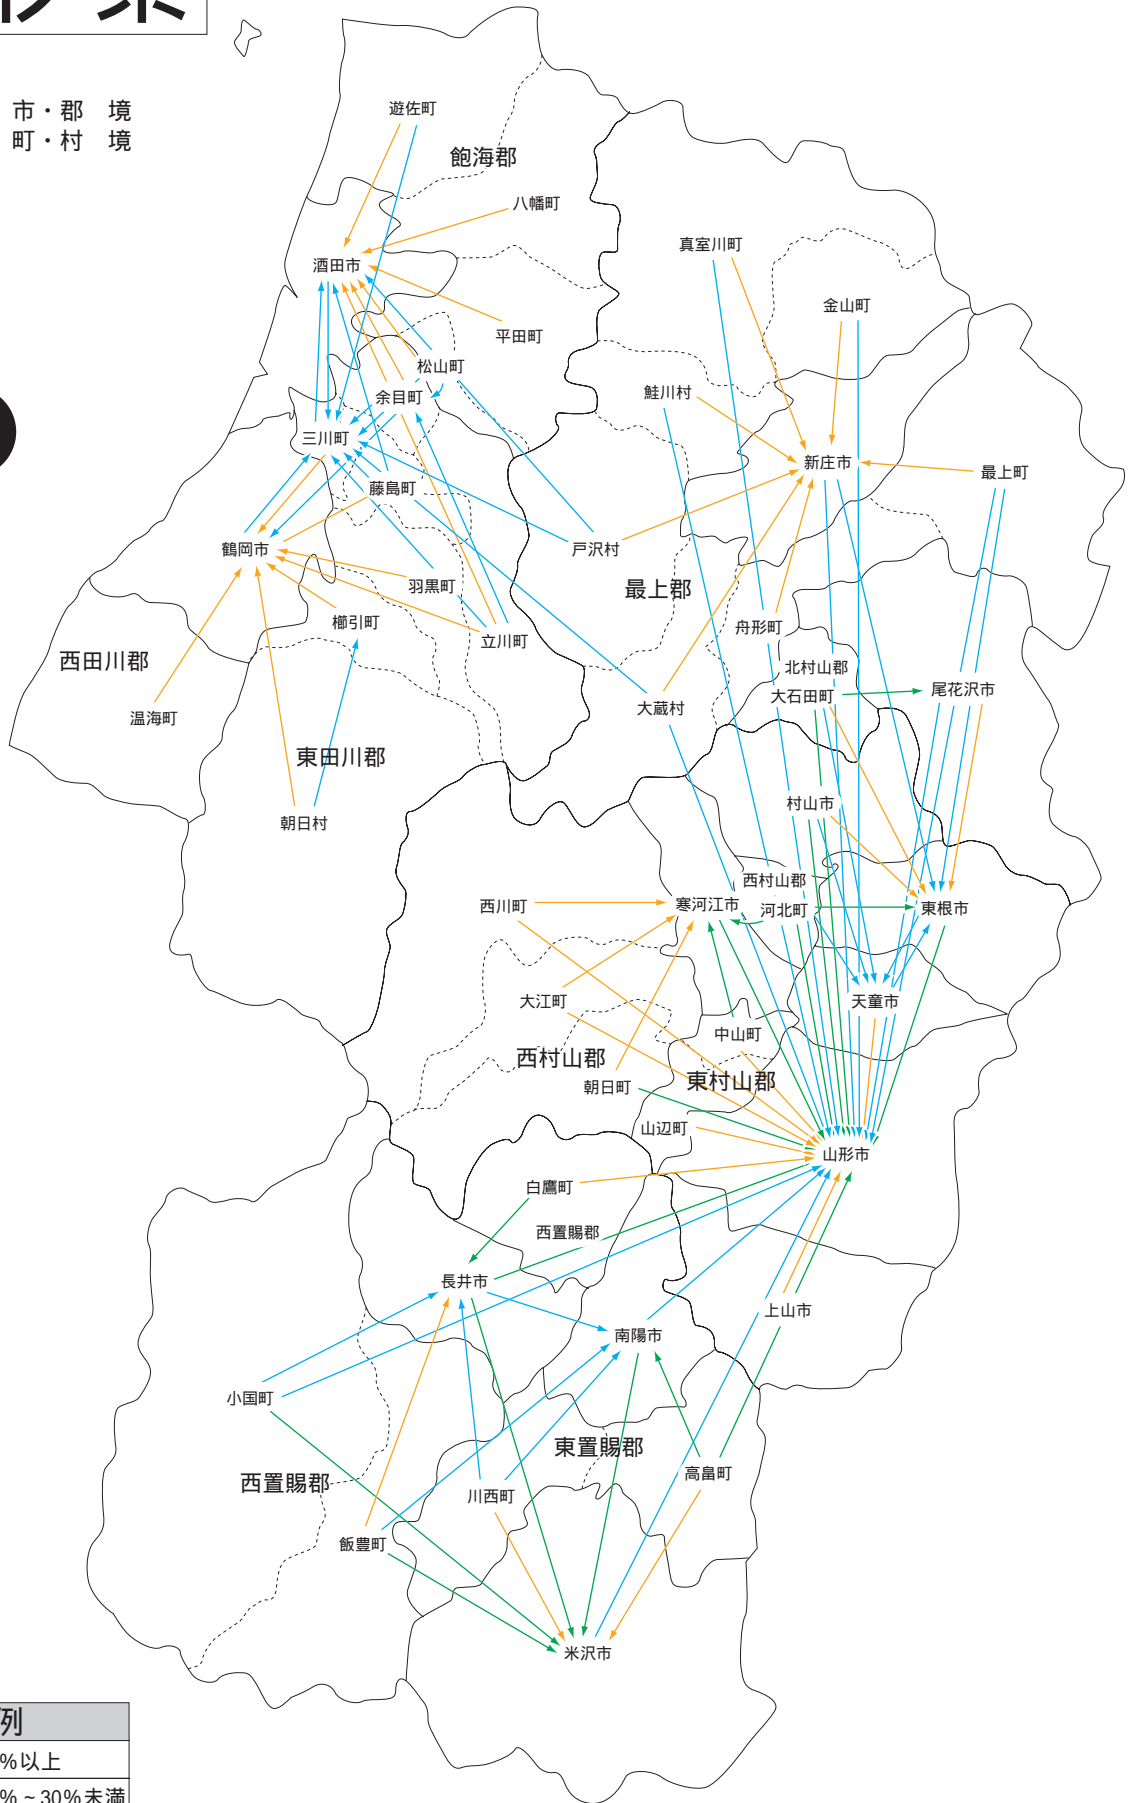 市・郡　境
町・村　境
遊佐町
飽海郡
八幡町
真室川町
酒田市
金山町
平田町
松山町
鮭川村
余目町
三川町
新庄市
最上町
藤島町
鶴岡市
戸沢村
羽黒町
最上郡
櫛引町
舟形町
立川町
西田川郡
北村山郡
大石田町
尾花沢市
温海町
大蔵村
東田川郡
村山市
朝日村
西村山郡
西川町
寒河江市
河北町
東根市
大江町
天童市
中山町
西村山郡
朝日町
東村山郡
山辺町
山形市
白鷹町
西置賜郡
長井市
上山市
南陽市
小国町
東置賜郡
高畠町
西置賜郡
川西町
飯豊町
米沢市
例
%以上
%～30%未満